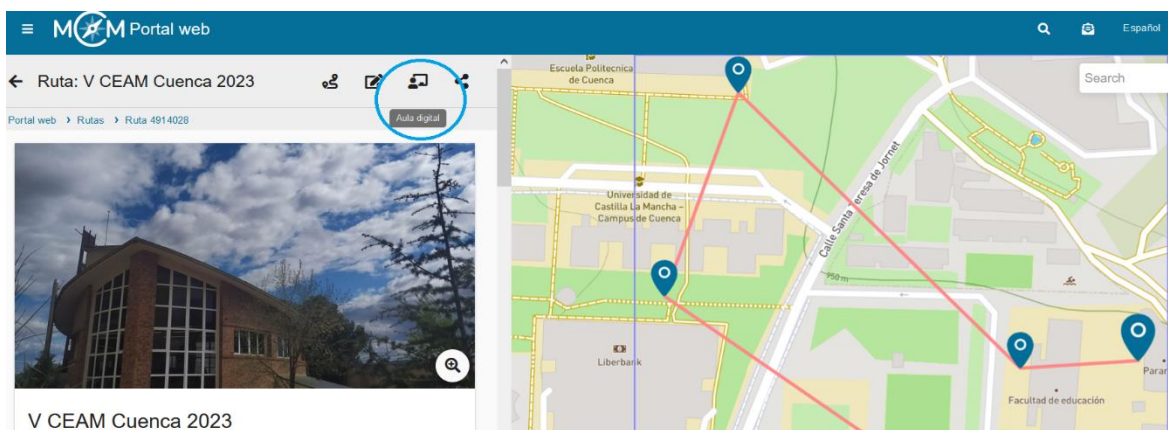 MCM Portal web
Español
Ruta: V CEAM Cuenca 2023
Aula digital
Portal web › Rutas › Ruta 4914028
V CEAM Cuenca 2023
Search
Escuela Politecnica
de Cuenca
Universidad de
Castilla La Mancha –
Campus de Cuenca
Calle Santa Teresa de Jornet
950 m
Liberbank
Facultad de educación
Parar